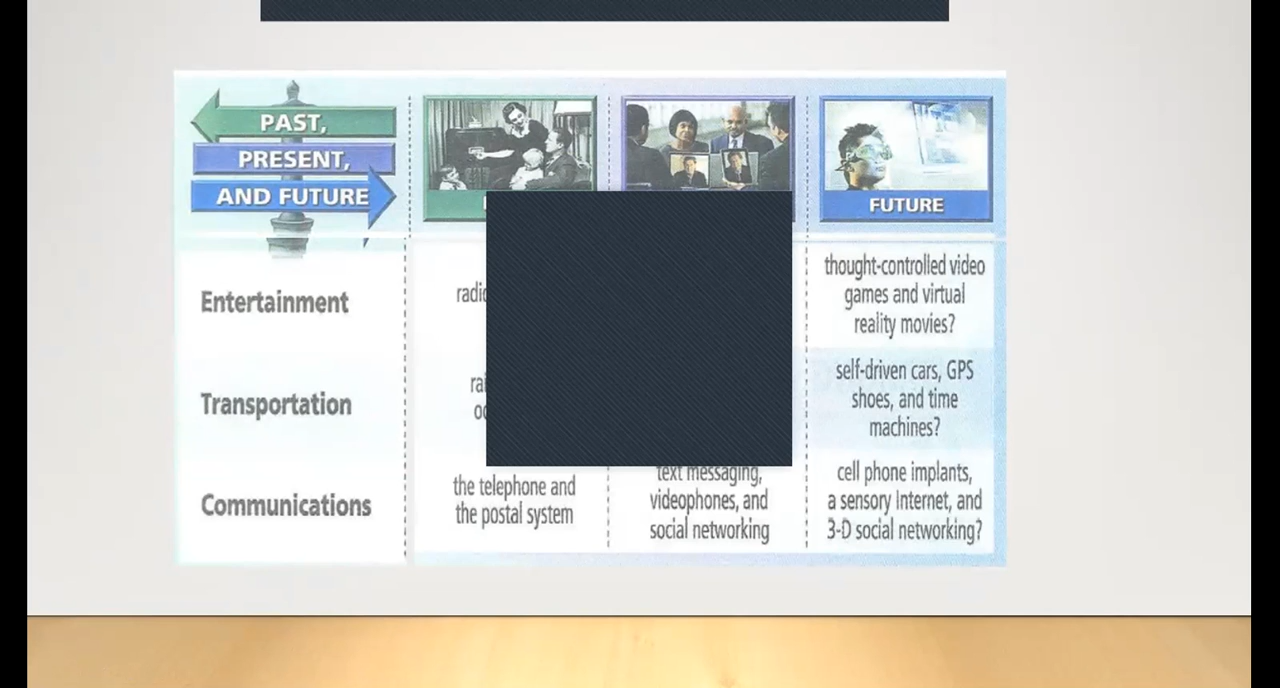 PAST,
PRESENT,
AND FUTURE
FUTURE
Entertainment
thought-controlled video
games and virtual
reality movies?
Transportation
self-driven cars, GPS
shoes, and time
machines?
Communications
the telephone and
the postal system
text messaging,
videophones, and
social networking
cell phone implants,
a sensory Internet, and
3-D social networking?